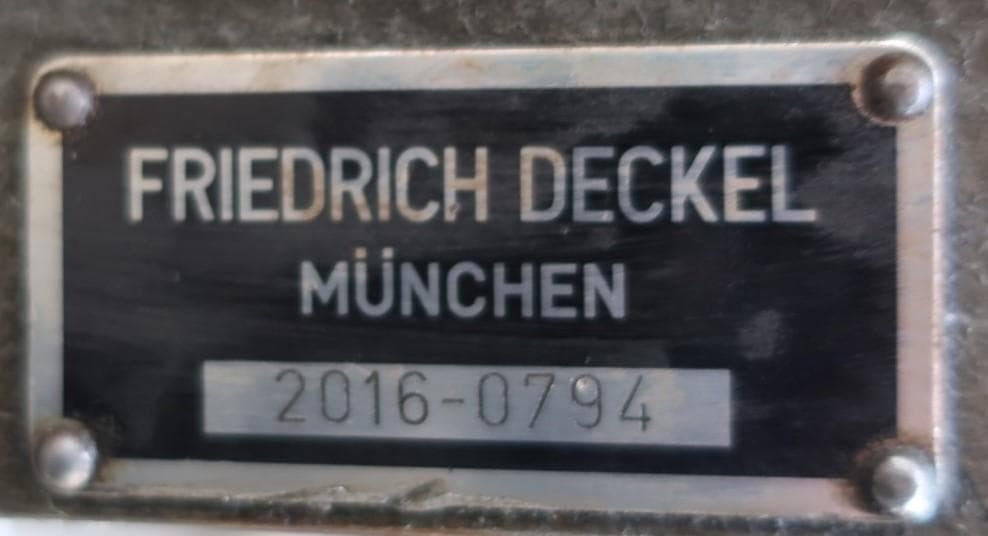 FRIEDRICH DECKEL
MÜNCHEN
2016-0794